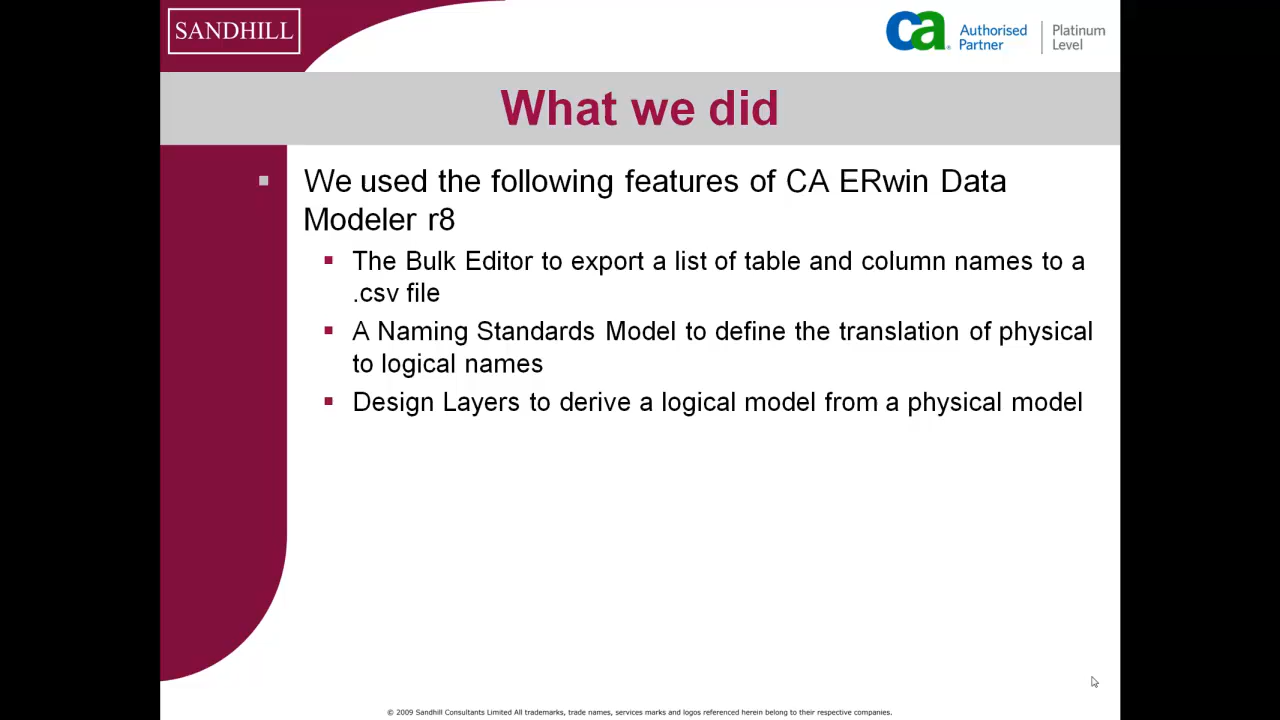 SANDHILL
ca Authorised Partner Platinum Level
What we did
We used the following features of CA ERwin Data
Modeler r8
The Bulk Editor to export a list of table and column names to a
.csv file
A Naming Standards Model to define the translation of physical
to logical names
Design Layers to derive a logical model from a physical model
© 2009 Sandhill Consultants Limited All trademarks, trade names, services marks and logos referenced herein belong to their respective companies.